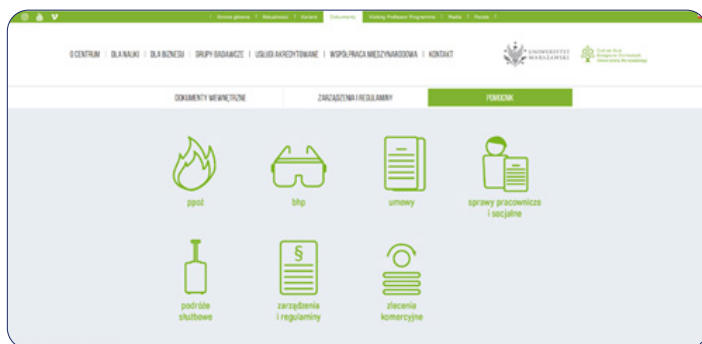 Strona główna | Aktualności | Kariera | Dokumenty | Visiting Professor Programme | Media | Poczta
O CENTRUM | DLA NAUKI | DLA BIZNESU | GRUPY BADAWCZE | USŁUGI AKREDYTOWANE | WSPÓŁPRACA MIĘDZYNARODOWA | KONTAKT
UNIWERSYTET
WARSZAWSKI
DOKUMENTY WEWNĘTRZNE
ZARZĄDZENIA I REGULAMINY
POMOCNIK
ppoż
bhp
umowy
sprawy pracownicze
i socjalne
§
podróże
służbowe
zarządzenia
i regulaminy
zlecenia
komercyjne